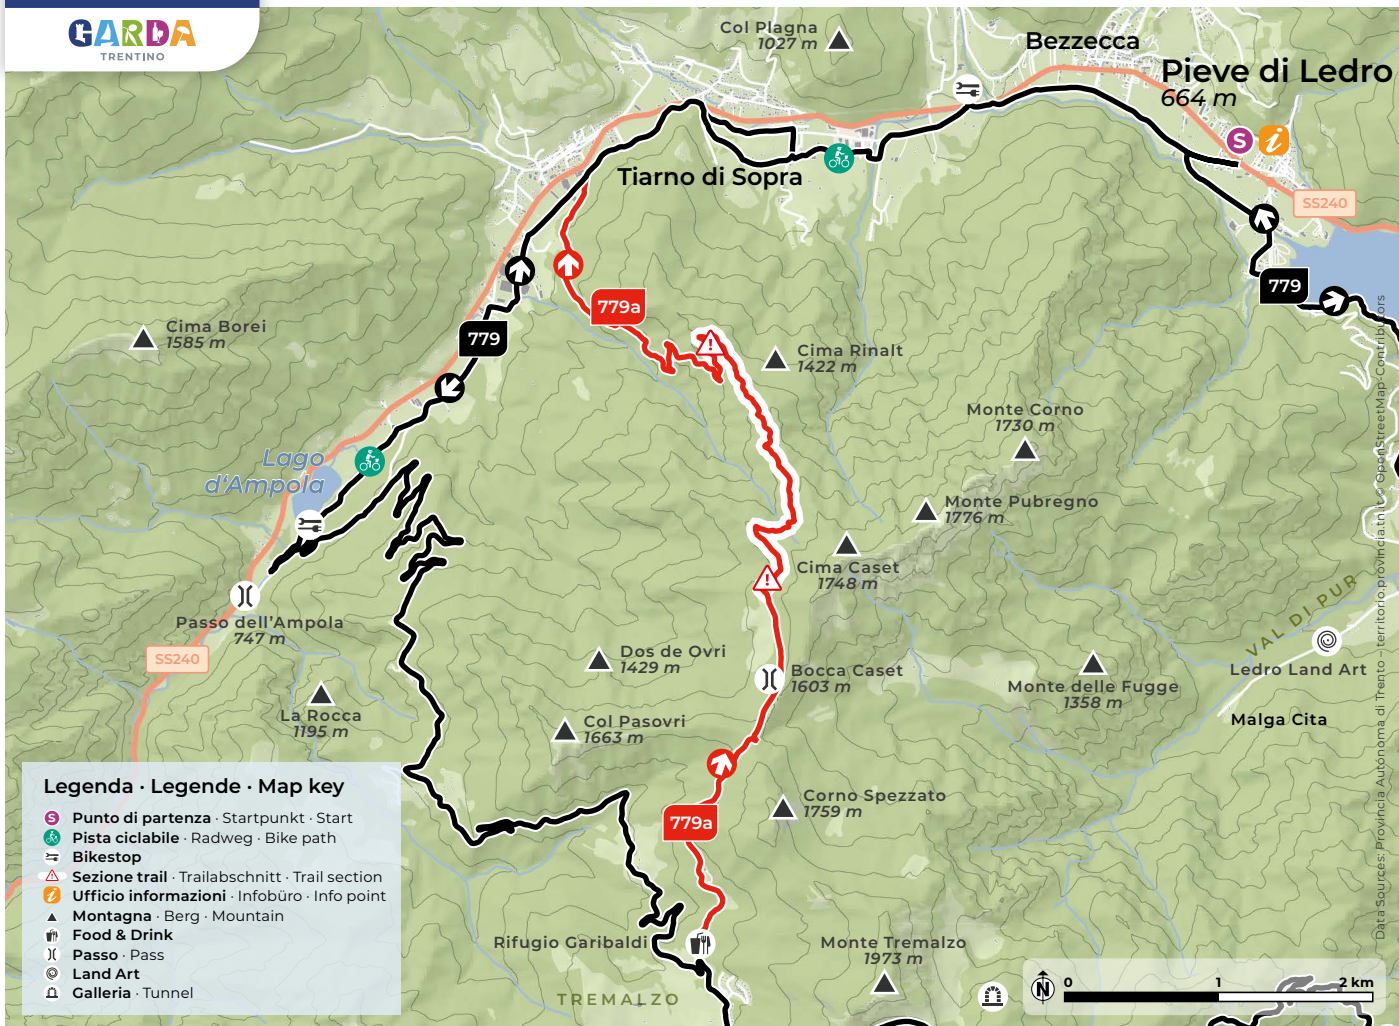 GARDA
TRENTINO
Col Plagna
1027 m
Bezzecca
Pieve di Ledro
664 m
S
i
Tiarno di Sopra
SS240
779
779a
779
Cima Borei
1585 m
Cima Rinalt
1422 m
Monte Corno
1730 m
Lago
d'Ampola
Monte Pubregno
1776 m
Cima Caset
1748 m
Passo dell'Ampola
747 m
SS240
VAL DI PUR
Ledro Land Art
Dos de Ovri
1429 m
Bocca Caset
1603 m
Monte delle Fugge
1358 m
La Rocca
1195 m
Col Pasovri
1663 m
Malga Cita
Corno Spezzato
1759 m
779a
Rifugio Garibaldi
Monte Tremalzo
1973 m
TREMALZO
Legenda · Legende · Map key
S Punto di partenza · Startpunkt · Start
Pista ciclabile · Radweg · Bike path
Bikestop
Sezione trail · Trailabschnitt · Trail section
i Ufficio informazioni · Infobüro · Info point
Montagna · Berg · Mountain
Food & Drink
Passo · Pass
Land Art
Galleria · Tunnel
N
0 1 2 km
Data Sources: Provincia Autonoma di Trento – territorio.provincia.tn.it © OpenStreetMap-Contributors